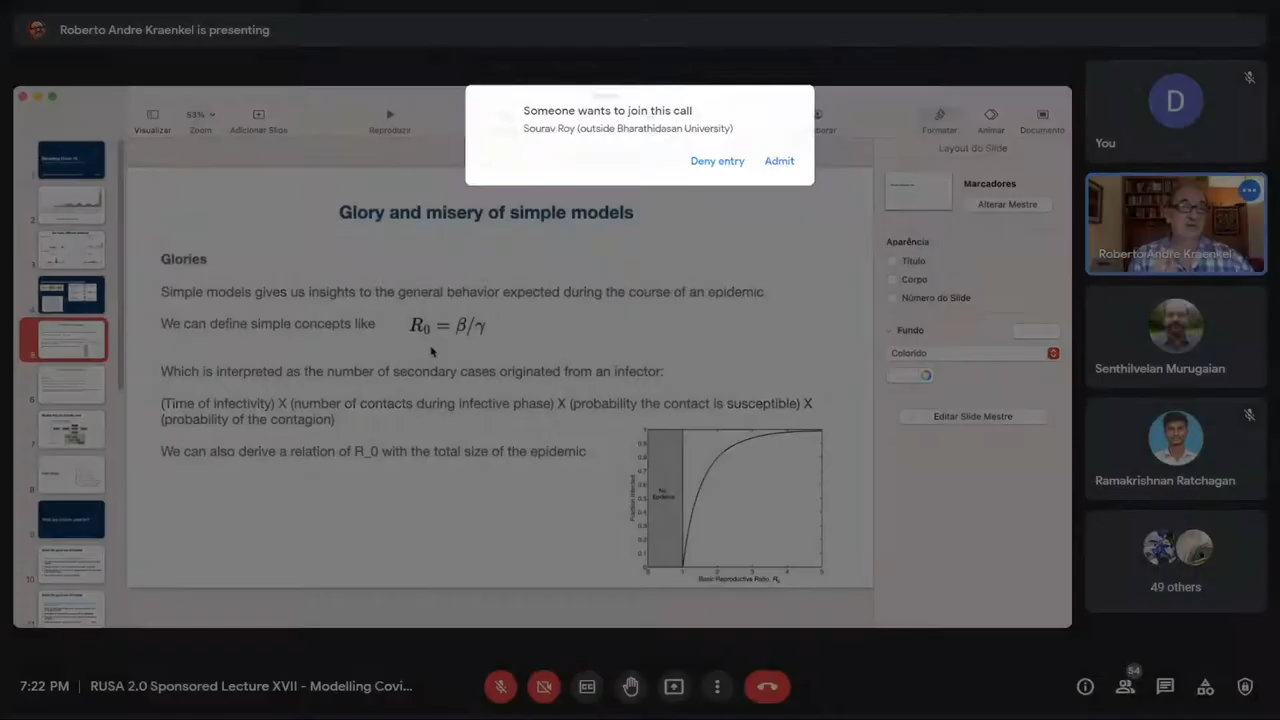 Roberto Andre Kraenkel is presenting
Someone wants to join this call
Sourav Roy (outside Bharathidasan University)
Deny entry
Admit
53%
Visualizar
Zoom
Adicionar Slide
Reproduzir
Formatar
Animar
Documento
Glory and misery of simple models
Glories
Simple models gives us insights to the general behavior expected during the course of an epidemic
We can define simple concepts like R₀ = β/γ
Which is interpreted as the number of secondary cases originated from an infector:
(Time of infectivity) X (number of contacts during infective phase) X (probability the contact is susceptible) X
(probability of the contagion)
We can also derive a relation of R_0 with the total size of the epidemic
Fraction Infected
No
Epidemic
Basic Reproductive Ratio, R₀
Layout do Slide
Marcadores
Alterar Mestre
Aparência
Título
Corpo
Número do Slide
Fundo
Colorido
Editar Slide Mestre
D
You
Roberto Andre Kraenkel
Senthilvelan Murugaian
Ramakrishnan Ratchagan
49 others
7:22 PM
RUSA 2.0 Sponsored Lecture XVII - Modelling Covi...
54